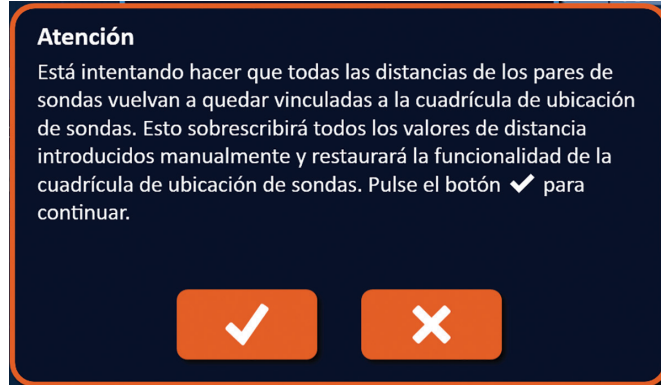 Atención
Está intentando hacer que todas las distancias de los pares de
sondas vuelvan a quedar vinculadas a la cuadrícula de ubicación
de sondas. Esto sobrescribirá todos los valores de distancia
introducidos manualmente y restaurará la funcionalidad de la
cuadrícula de ubicación de sondas. Pulse el botón ✔ para
continuar.